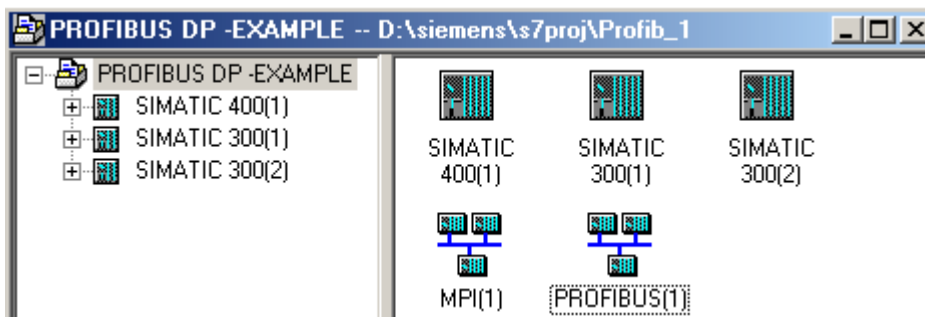 PROFIBUS DP -EXAMPLE -- D:\siemens\s7proj\Profib_1
PROFIBUS DP -EXAMPLE
SIMATIC 400(1)
SIMATIC 300(1)
SIMATIC 300(2)
SIMATIC 400(1)
SIMATIC 300(1)
SIMATIC 300(2)
MPI(1)
PROFIBUS(1)